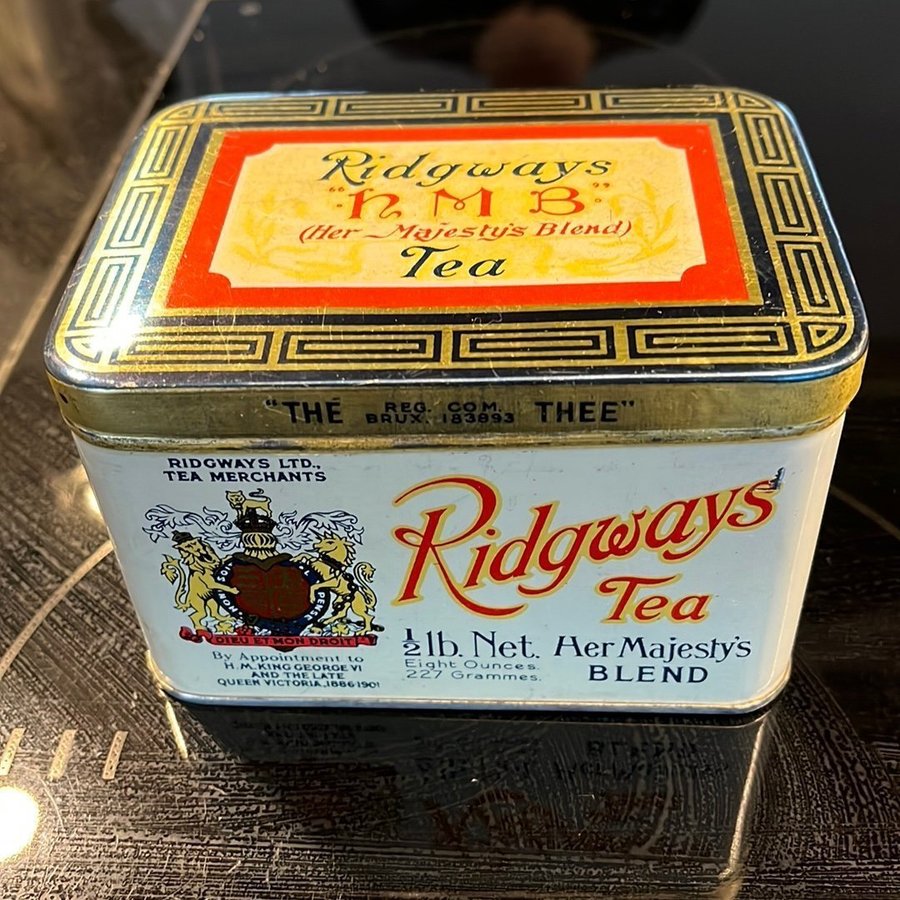 Ridgways
"H M B"
(Her Majesty's Blend)
Tea
"THÉ REG. COM. THEE"
BRUX. 183893
RIDGWAYS LTD.,
TEA MERCHANTS
DIEU ET MON DROIT
By Appointment to
H.M. KING GEORGE VI
AND THE LATE
QUEEN VICTORIA, 1886-1901
Ridgways
Tea
½ lb. Net.
Eight Ounces.
227 Grammes.
Her Majesty's
BLEND